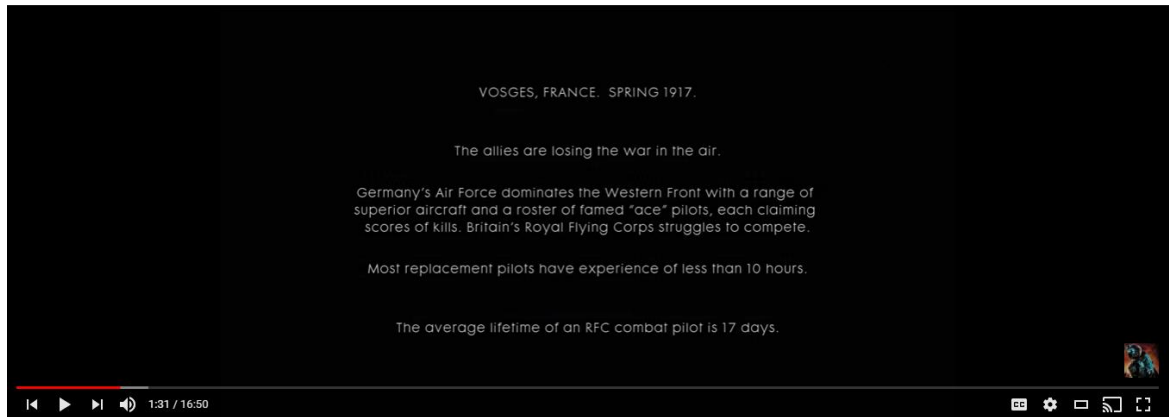 VOSGES, FRANCE. SPRING 1917.
The allies are losing the war in the air.
Germany's Air Force dominates the Western Front with a range of
superior aircraft and a roster of famed "ace" pilots, each claiming
scores of kills. Britain's Royal Flying Corps struggles to compete.
Most replacement pilots have experience of less than 10 hours.
The average lifetime of an RFC combat pilot is 17 days.
1:31 / 16:50
CC